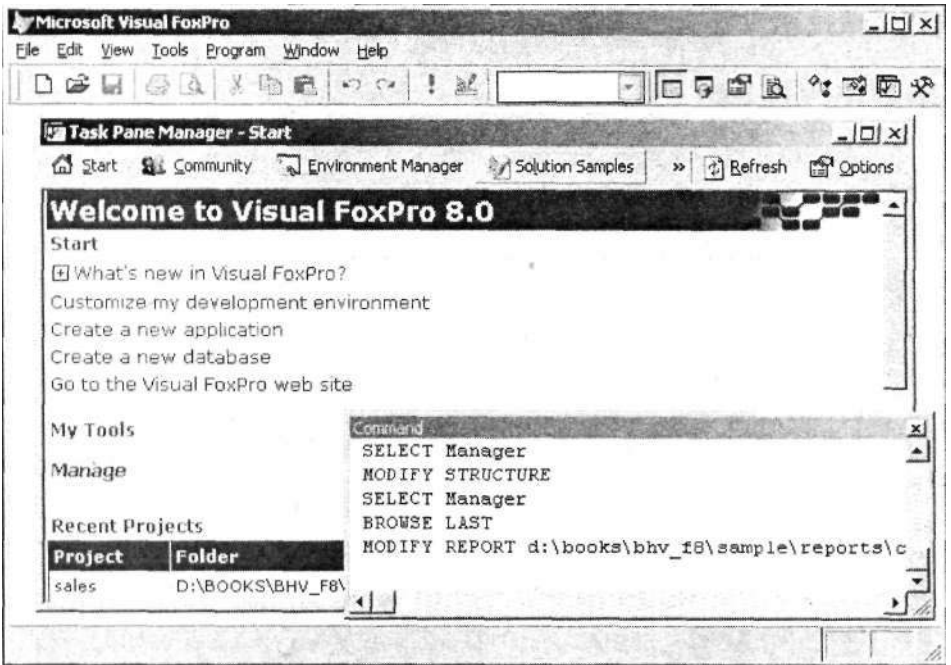 Microsoft Visual FoxPro
File Edit View Tools Program Window Help
Task Pane Manager - Start
Start Community Environment Manager Solution Samples » Refresh Options
Welcome to Visual FoxPro 8.0
Start
What's new in Visual FoxPro?
Customize my development environment
Create a new application
Create a new database
Go to the Visual FoxPro web site
My Tools
Manage
Recent Projects
Project Folder
sales D:\BOOKS\BHV_F8\
Command
SELECT Manager
MODIFY STRUCTURE
SELECT Manager
BROWSE LAST
MODIFY REPORT d:\books\bhv_f8\sample\reports\c